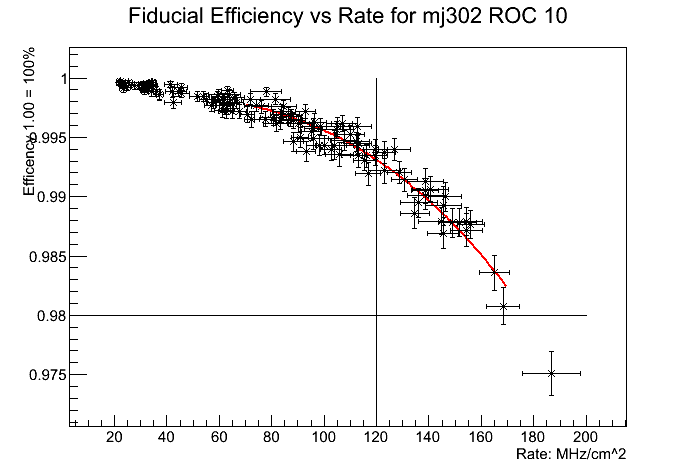 Fiducial Efficiency vs Rate for mj302 ROC 10
Efficency 1.00 = 100%
1
0.995
0.99
0.985
0.98
0.975
20 40 60 80 100 120 140 160 180 200
Rate: MHz/cm^2